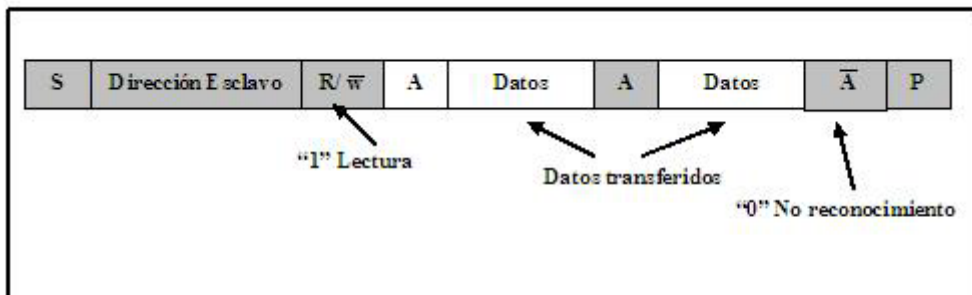 S Dirección Esclavo R/ w̅ A Datos A Datos A̅ P
“1” Lectura
Datos transferidos
“0” No reconocimiento